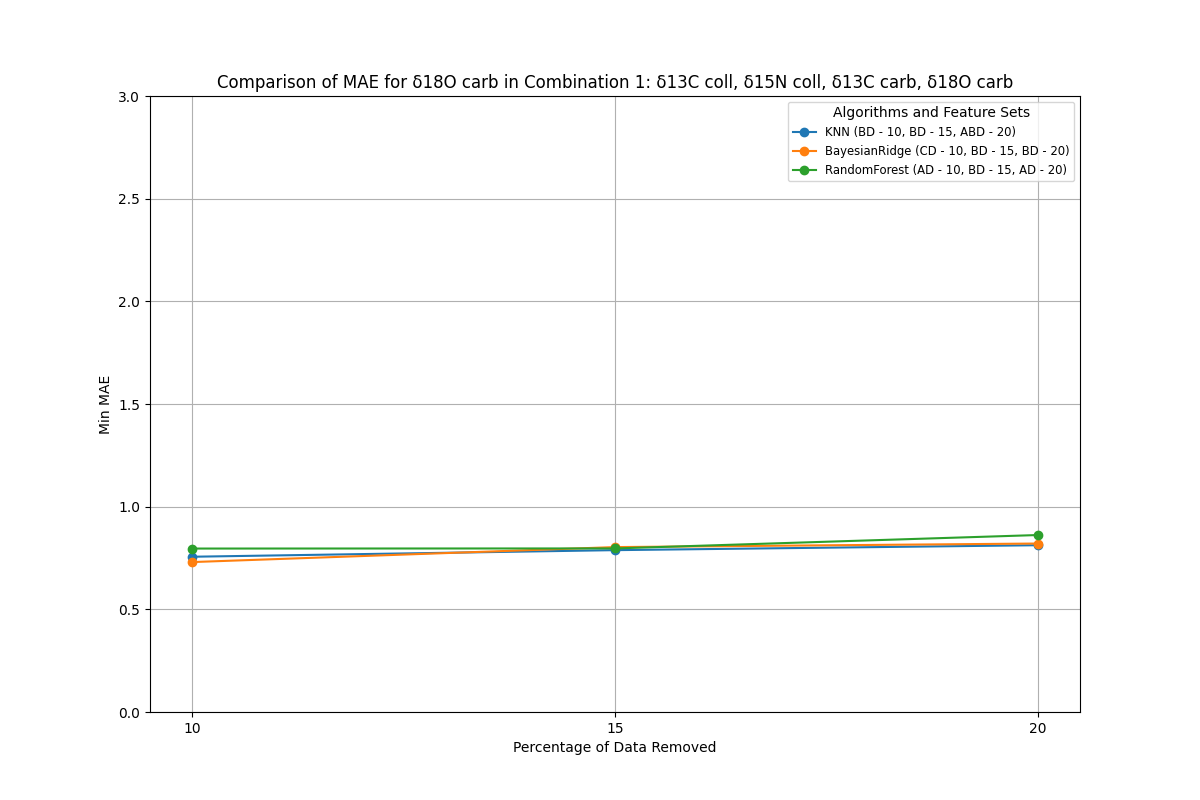 Comparison of MAE for δ18O carb in Combination 1: δ13C coll, δ15N coll, δ13C carb, δ18O carb
3.0
2.5
2.0
1.5
1.0
0.5
0.0
Min MAE
Algorithms and Feature Sets
KNN (BD - 10, BD - 15, ABD - 20)
BayesianRidge (CD - 10, BD - 15, BD - 20)
RandomForest (AD - 10, BD - 15, AD - 20)
10 15 20
Percentage of Data Removed